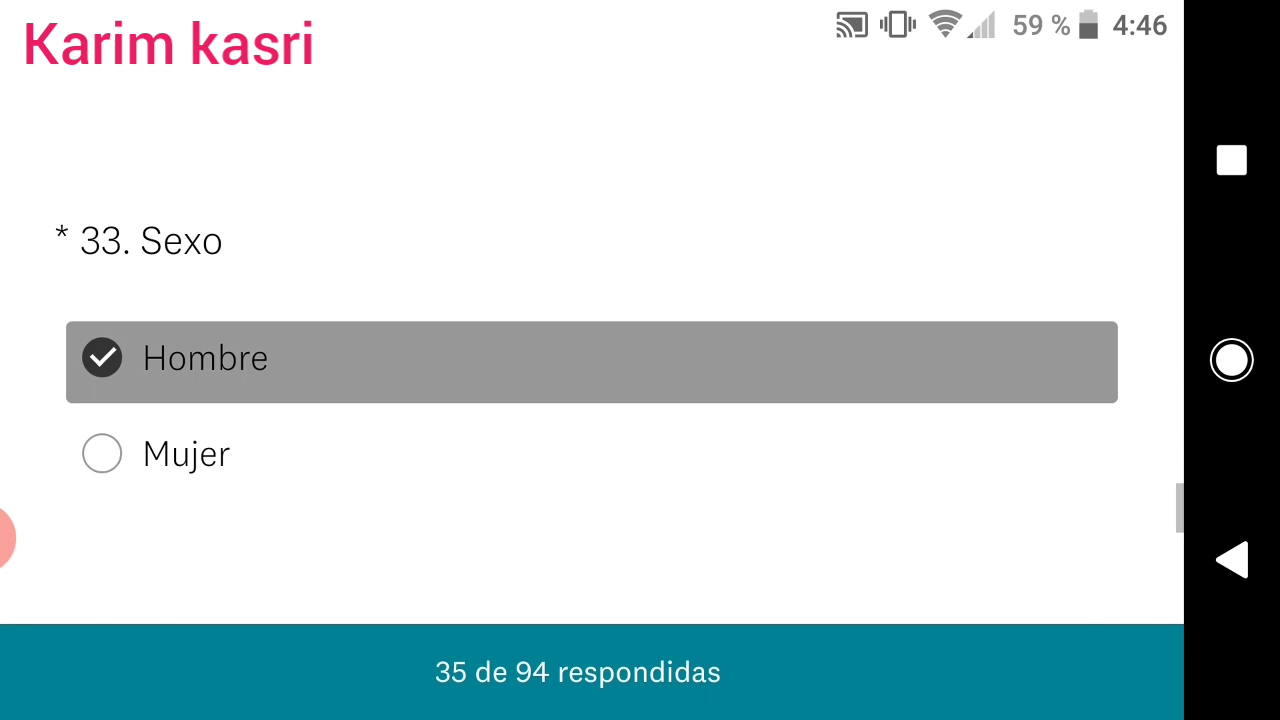 Karim kasri
59 % 4:46
* 33. Sexo
Hombre
Mujer
35 de 94 respondidas